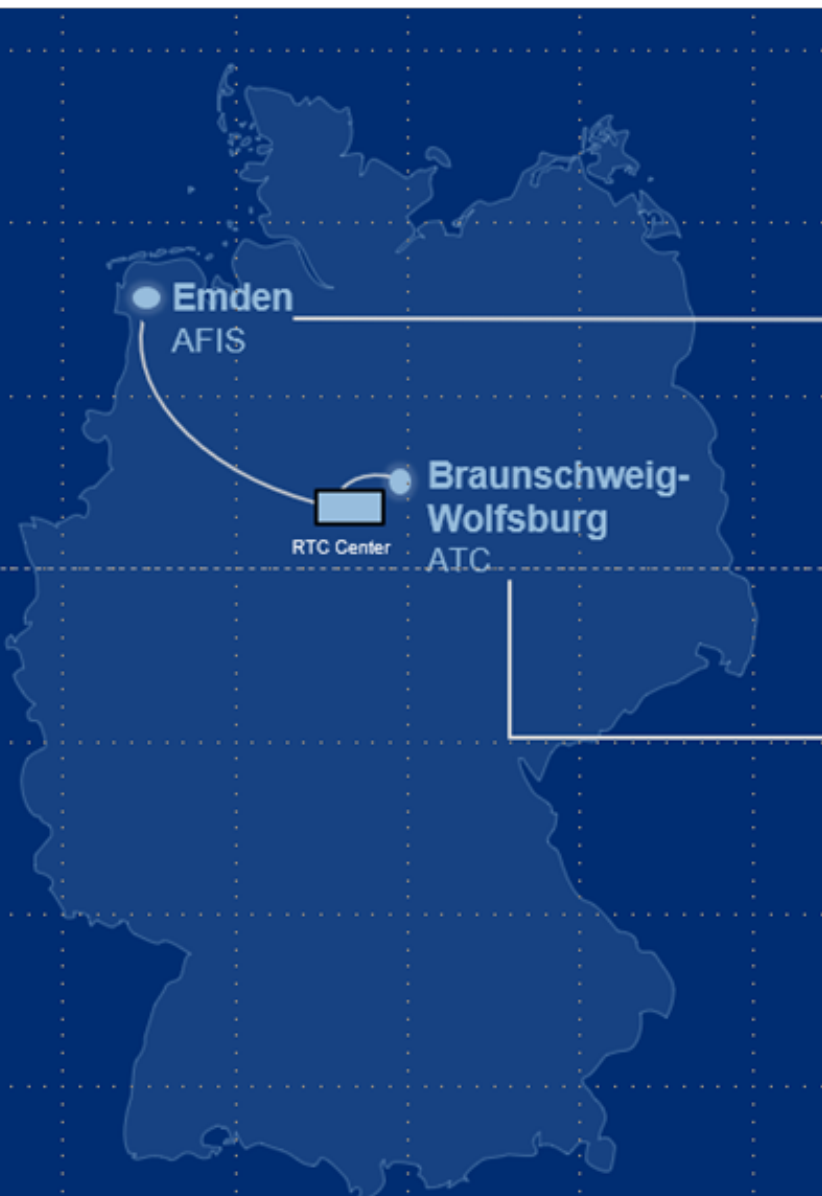 Emden
AFIS
Braunschweig-
Wolfsburg
ATC
RTC Center